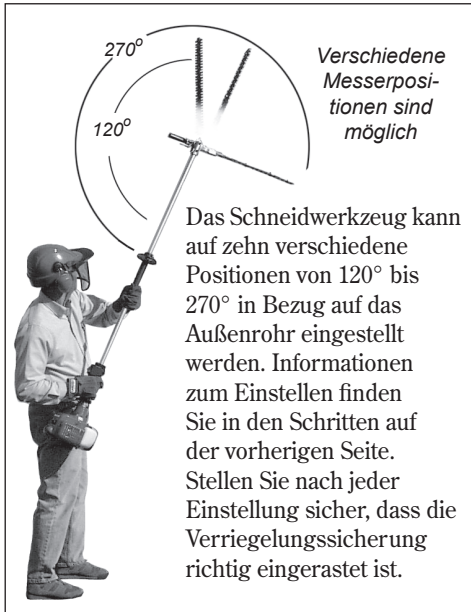 270°
120°
Verschiedene
Messerposi-
tionen sind
möglich
Das Schneidwerkzeug kann
auf zehn verschiedene
Positionen von 120° bis
270° in Bezug auf das
Außenrohr eingestellt
werden. Informationen
zum Einstellen finden
Sie in den Schritten auf
der vorherigen Seite.
Stellen Sie nach jeder
Einstellung sicher, dass die
Verriegelungssicherung
richtig eingerastet ist.